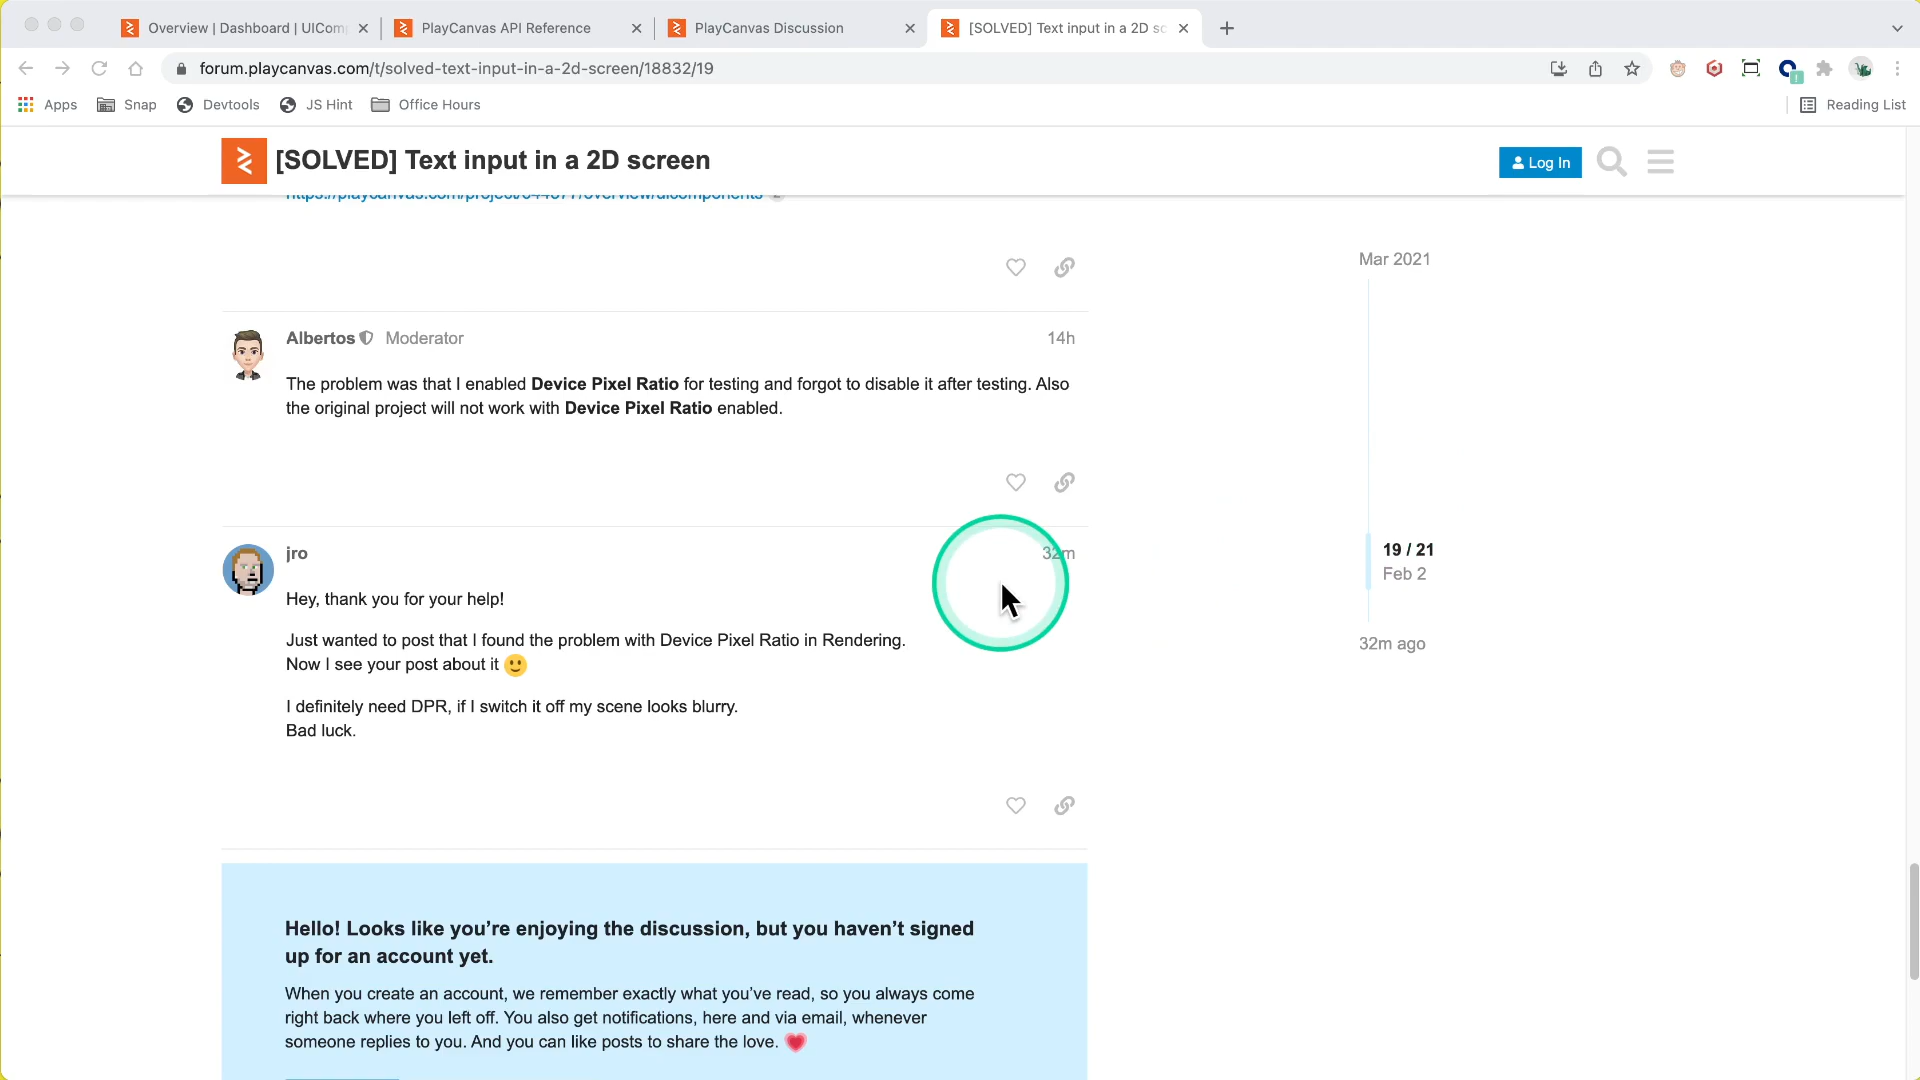 Overview | Dashboard | UIComp
PlayCanvas API Reference
PlayCanvas Discussion
[SOLVED] Text input in a 2D sc
forum.playcanvas.com/t/solved-text-input-in-a-2d-screen/18832/19
Apps
Snap
Devtools
JS Hint
Office Hours
Reading List
[SOLVED] Text input in a 2D screen
Log In
Mar 2021
Albertos
Moderator
14h
The problem was that I enabled Device Pixel Ratio for testing and forgot to disable it after testing. Also
the original project will not work with Device Pixel Ratio enabled.
jro
32m
19 / 21
Feb 2
Hey, thank you for your help!
Just wanted to post that I found the problem with Device Pixel Ratio in Rendering.
Now I see your post about it
32m ago
I definitely need DPR, if I switch it off my scene looks blurry.
Bad luck.
Hello! Looks like you’re enjoying the discussion, but you haven’t signed
up for an account yet.
When you create an account, we remember exactly what you’ve read, so you always come
right back where you left off. You also get notifications, here and via email, whenever
someone replies to you. And you can like posts to share the love.